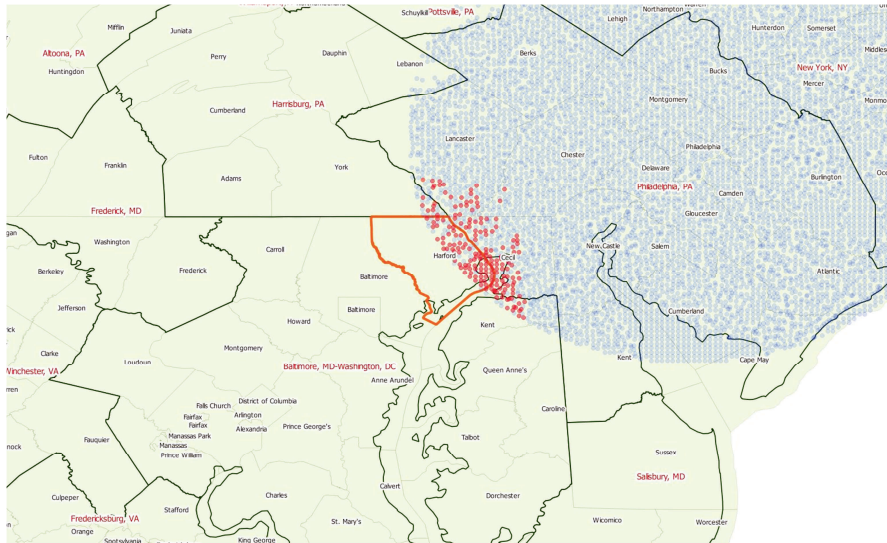 Schuylkill
Pottsville, PA
Northampton
Lehigh
Mifflin
Juniata
Hunterdon
Somerset
Altoona, PA
Perry
Dauphin
Lebanon
Berks
Bucks
Middlesex
New York, NY
Huntingdon
Mercer
Harrisburg, PA
Cumberland
Montgomery
Lancaster
Philadelphia
Fulton
Franklin
York
Chester
Delaware
Adams
Philadelphia, PA
Camden
Burlington
Frederick, MD
Gloucester
Washington
Carroll
Harford
Cecil
New Castle
Salem
Berkeley
Frederick
Baltimore
Atlantic
Jefferson
Baltimore
Cumberland
Howard
Kent
Clarke
Montgomery
Kent
Cape May
Loudoun
Winchester, VA
Baltimore, MD-Washington, DC
Queen Anne's
Anne Arundel
Falls Church
District of Columbia
Fairfax
Arlington
Fairfax
Alexandria
Prince George's
Caroline
Manassas Park
Manassas
Prince William
Fauquier
Talbot
Sussex
Salisbury, MD
Culpeper
Calvert
Charles
Dorchester
Stafford
Fredericksburg, VA
St. Mary's
Wicomico
Worcester
Orange
Spotsylvania
King George